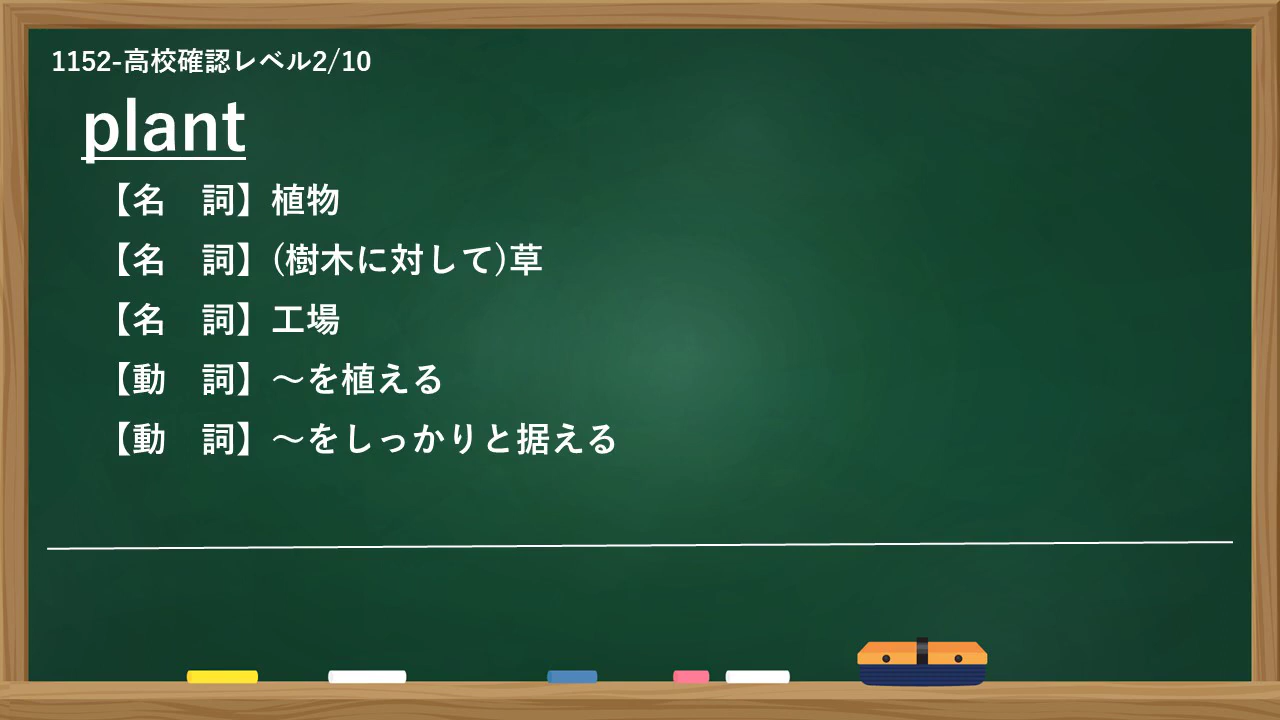 1152-高校確認レベル2/10
plant
【名　詞】植物
【名　詞】(樹木に対して)草
【名　詞】工場
【動　詞】～を植える
【動　詞】～をしっかりと据える